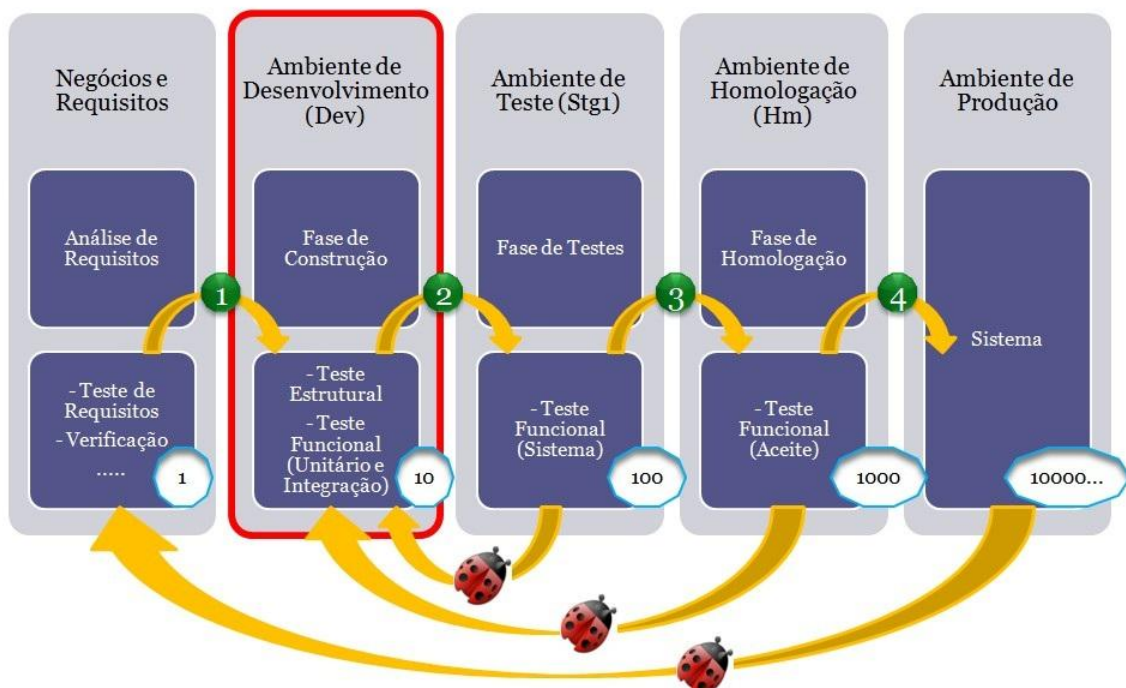 Negócios e
Requisitos
Análise de
Requisitos
- Teste de
Requisitos
- Verificação
.....
1
Ambiente de
Desenvolvimento
(Dev)
Fase de
Construção
- Teste
Estrutural
- Teste
Funcional
(Unitário e
Integração)
10
Ambiente de
Teste (Stg1)
Fase de Testes
- Teste
Funcional
(Sistema)
100
Ambiente de
Homologação
(Hm)
Fase de
Homologação
- Teste
Funcional
(Aceite)
1000
Ambiente de
Produção
Sistema
10000...
1
2
3
4